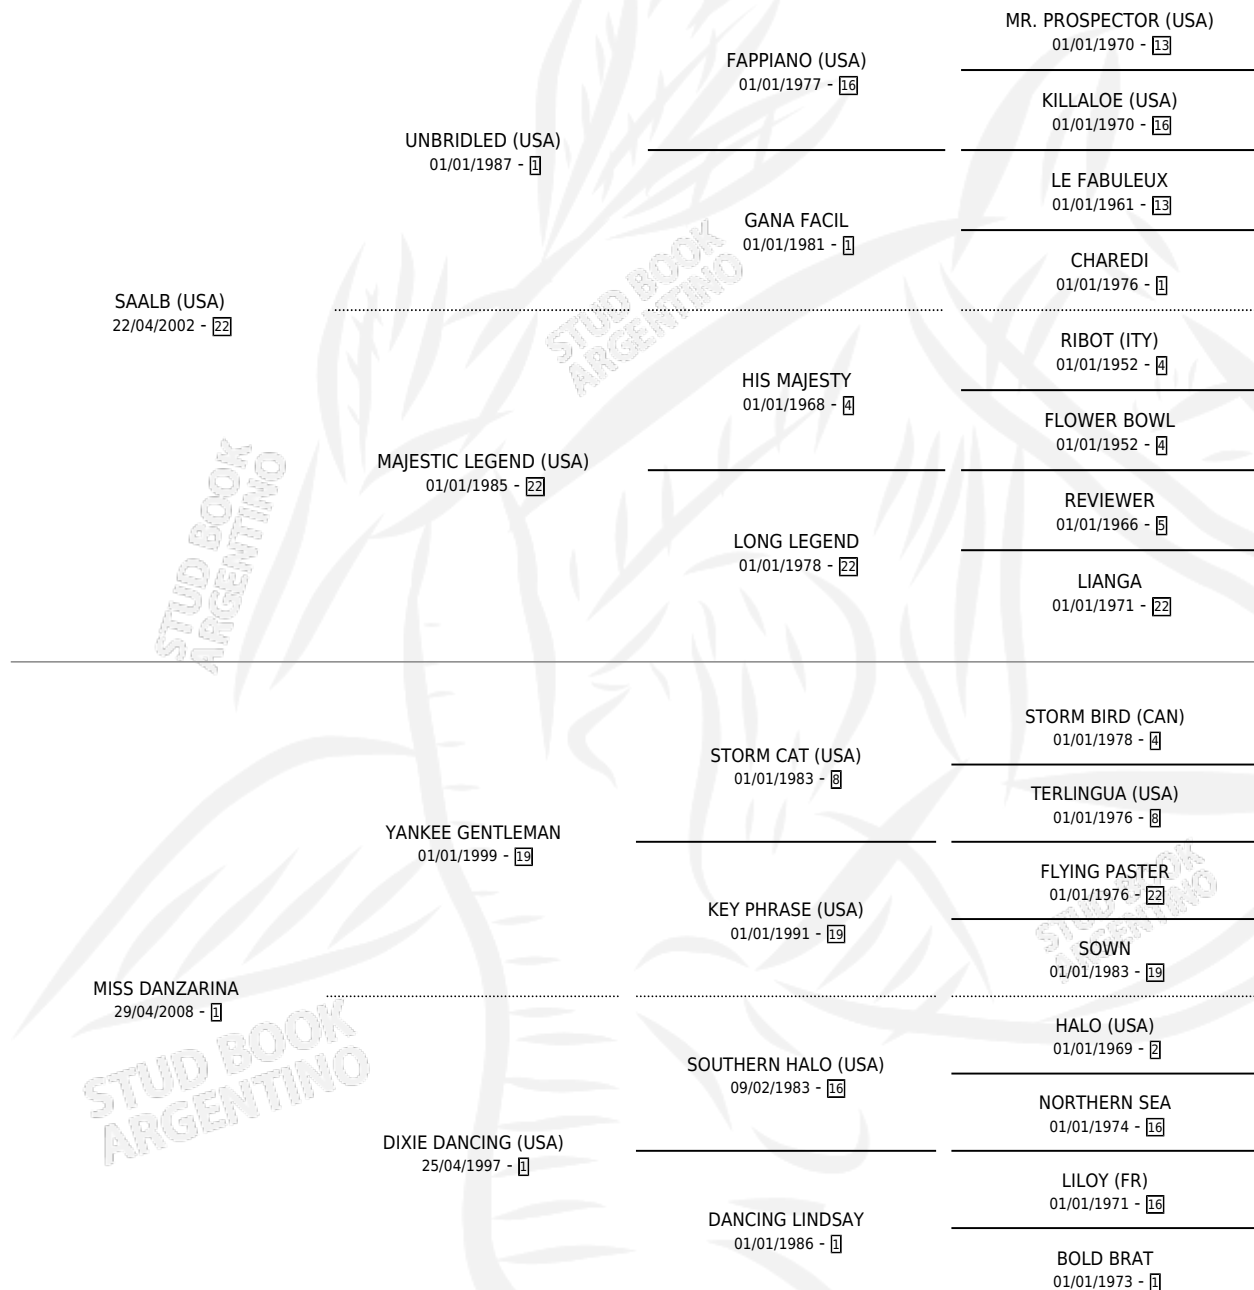 MR. PROSPECTOR (USA)
01/01/1970 - 13
FAPPIANO (USA)
01/01/1977 - 16
KILLALOE (USA)
01/01/1970 - 16
UNBRIDLED (USA)
01/01/1987 - 1
LE FABULEUX
01/01/1961 - 13
GANA FACIL
01/01/1981 - 1
CHAREDI
01/01/1976 - 1
SAALB (USA)
22/04/2002 - 22
RIBOT (ITY)
01/01/1952 - 4
HIS MAJESTY
01/01/1968 - 4
FLOWER BOWL
01/01/1952 - 4
MAJESTIC LEGEND (USA)
01/01/1985 - 22
REVIEWER
01/01/1966 - 5
LONG LEGEND
01/01/1978 - 22
LIANGA
01/01/1971 - 22
STUD BOOK
ARGENTINO
STUD BOOK
ARGENTINO
STORM BIRD (CAN)
01/01/1978 - 4
STORM CAT (USA)
01/01/1983 - 8
TERLINGUA (USA)
01/01/1976 - 8
YANKEE GENTLEMAN
01/01/1999 - 19
FLYING PASTER
01/01/1976 - 22
KEY PHRASE (USA)
01/01/1991 - 19
SOWN
01/01/1983 - 19
MISS DANZARINA
29/04/2008 - 1
HALO (USA)
01/01/1969 - 2
SOUTHERN HALO (USA)
09/02/1983 - 16
NORTHERN SEA
01/01/1974 - 16
DIXIE DANCING (USA)
25/04/1997 - 1
LILOY (FR)
01/01/1971 - 16
DANCING LINDSAY
01/01/1986 - 1
BOLD BRAT
01/01/1973 - 1
STUD BOOK
ARGENTINO
STUD BOOK
ARGENTINO